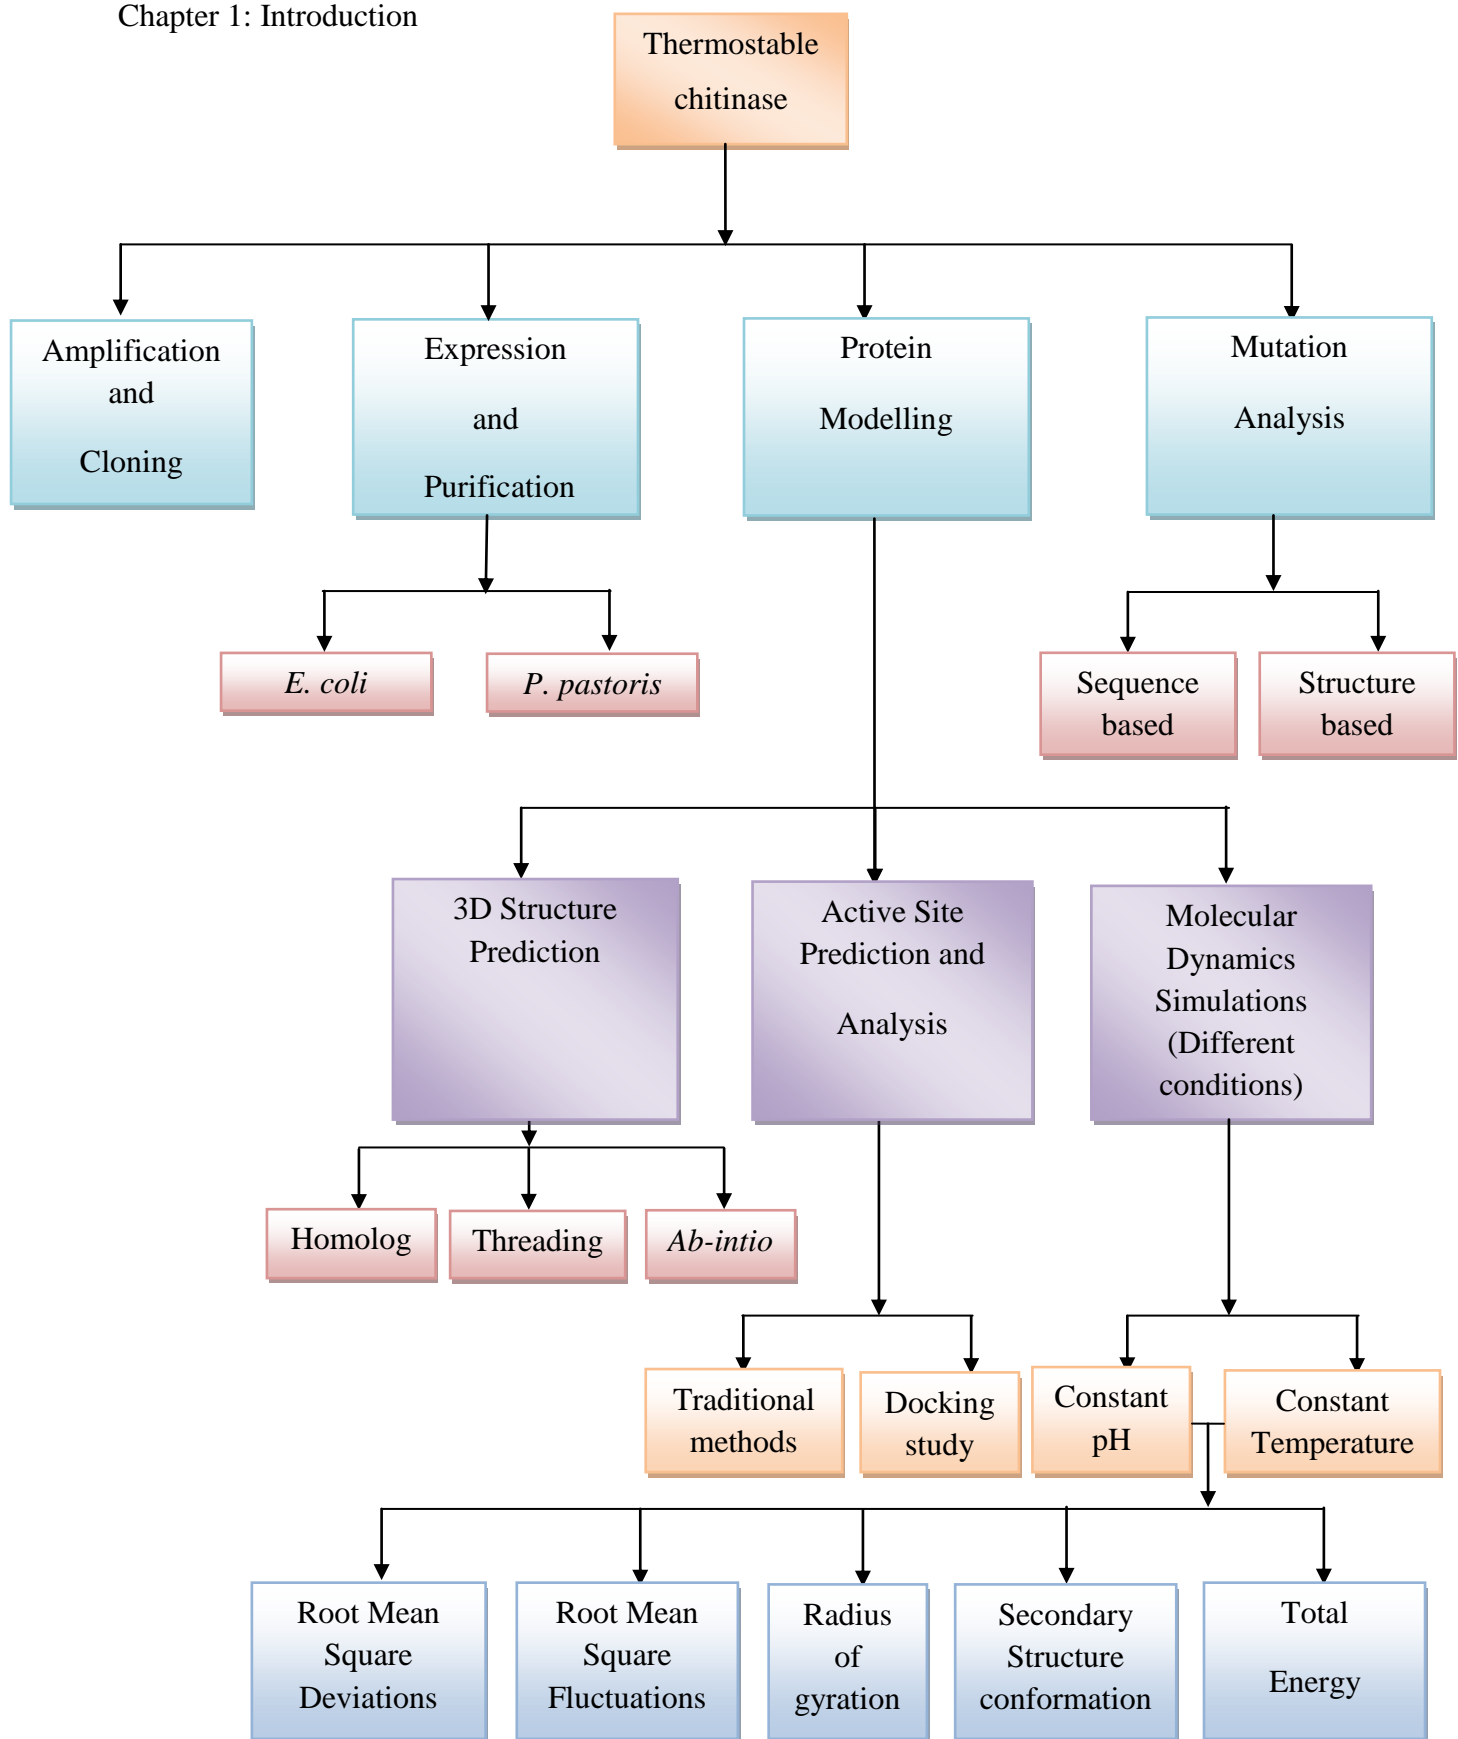 Chapter 1: Introduction
Thermostable
chitinase
Amplification
and
Cloning
Expression
and
Purification
Protein
Modelling
Mutation
Analysis
E. coli
P. pastoris
Sequence
based
Structure
based
3D Structure
Prediction
Active Site
Prediction and
Analysis
Molecular
Dynamics
Simulations
(Different
conditions)
Homolog
Threading
Ab-intio
Traditional
methods
Docking
study
Constant
pH
Constant
Temperature
Root Mean
Square
Deviations
Root Mean
Square
Fluctuations
Radius
of
gyration
Secondary
Structure
conformation
Total
Energy